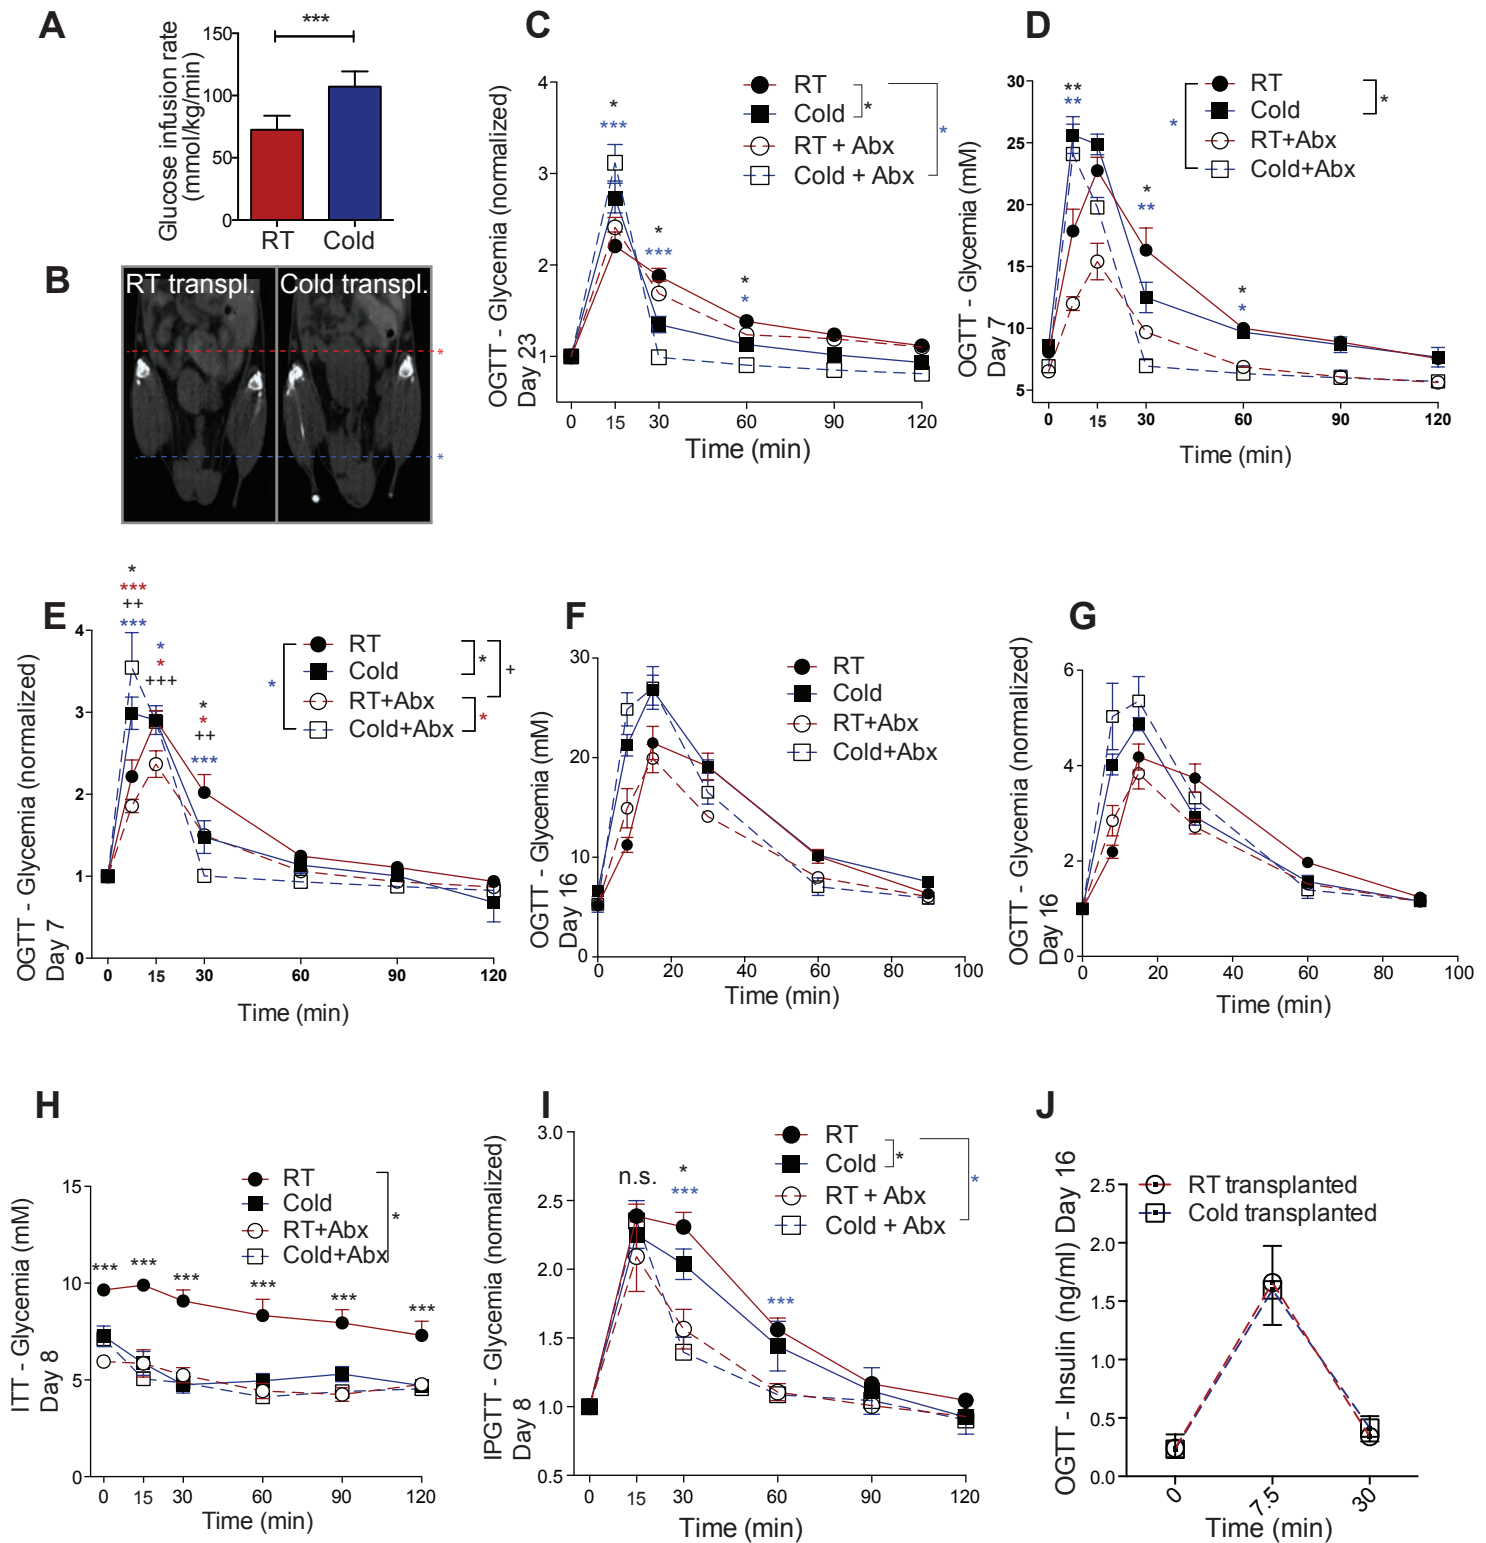 A
Glucose infusion rate
(mmol/kg/min)
150
100
50
0
***
RT
Cold
B
RT transpl.
Cold transpl.
*
*
C
OGTT - Glycemia (normalized)
Day 23
4
3
2
1
*
***
*
***
*
*
RT
Cold
RT + Abx
Cold + Abx
*
*
0
15
30
60
90
120
Time (min)
D
OGTT - Glycemia (mM)
Day 7
30
25
20
15
10
5
**
**
*
**
*
*
*
RT
Cold
RT+Abx
Cold+Abx
*
0
15
30
60
90
120
Time (min)
E
OGTT - Glycemia (normalized)
Day 7
4
3
2
1
0
*
***
++
***
*
*
+++
*
*
++
***
*
RT
Cold
RT+Abx
Cold+Abx
*
+
*
0
15
30
60
90
120
Time (min)
F
OGTT - Glycemia (mM)
Day 16
30
20
10
0
RT
Cold
RT+Abx
Cold+Abx
0
20
40
60
80
100
Time (min)
G
OGTT - Glycemia (normalized)
Day 16
6
4
2
0
0
20
40
60
80
100
Time (min)
H
ITT - Glycemia (mM)
Day 8
15
10
5
0
***
***
***
***
***
***
RT
Cold
RT+Abx
Cold+Abx
*
0
15
30
60
90
120
Time (min)
I
IPGTT - Glycemia (normalized)
Day 8
3.0
2.5
2.0
1.5
1.0
0.5
n.s.
*
***
***
RT
Cold
RT + Abx
Cold + Abx
*
*
0
15
30
60
90
120
Time (min)
J
OGTT - Insulin (ng/ml) Day 16
2.5
2.0
1.5
1.0
0.5
0.0
RT transplanted
Cold transplanted
0
7.5
30
Time (min)